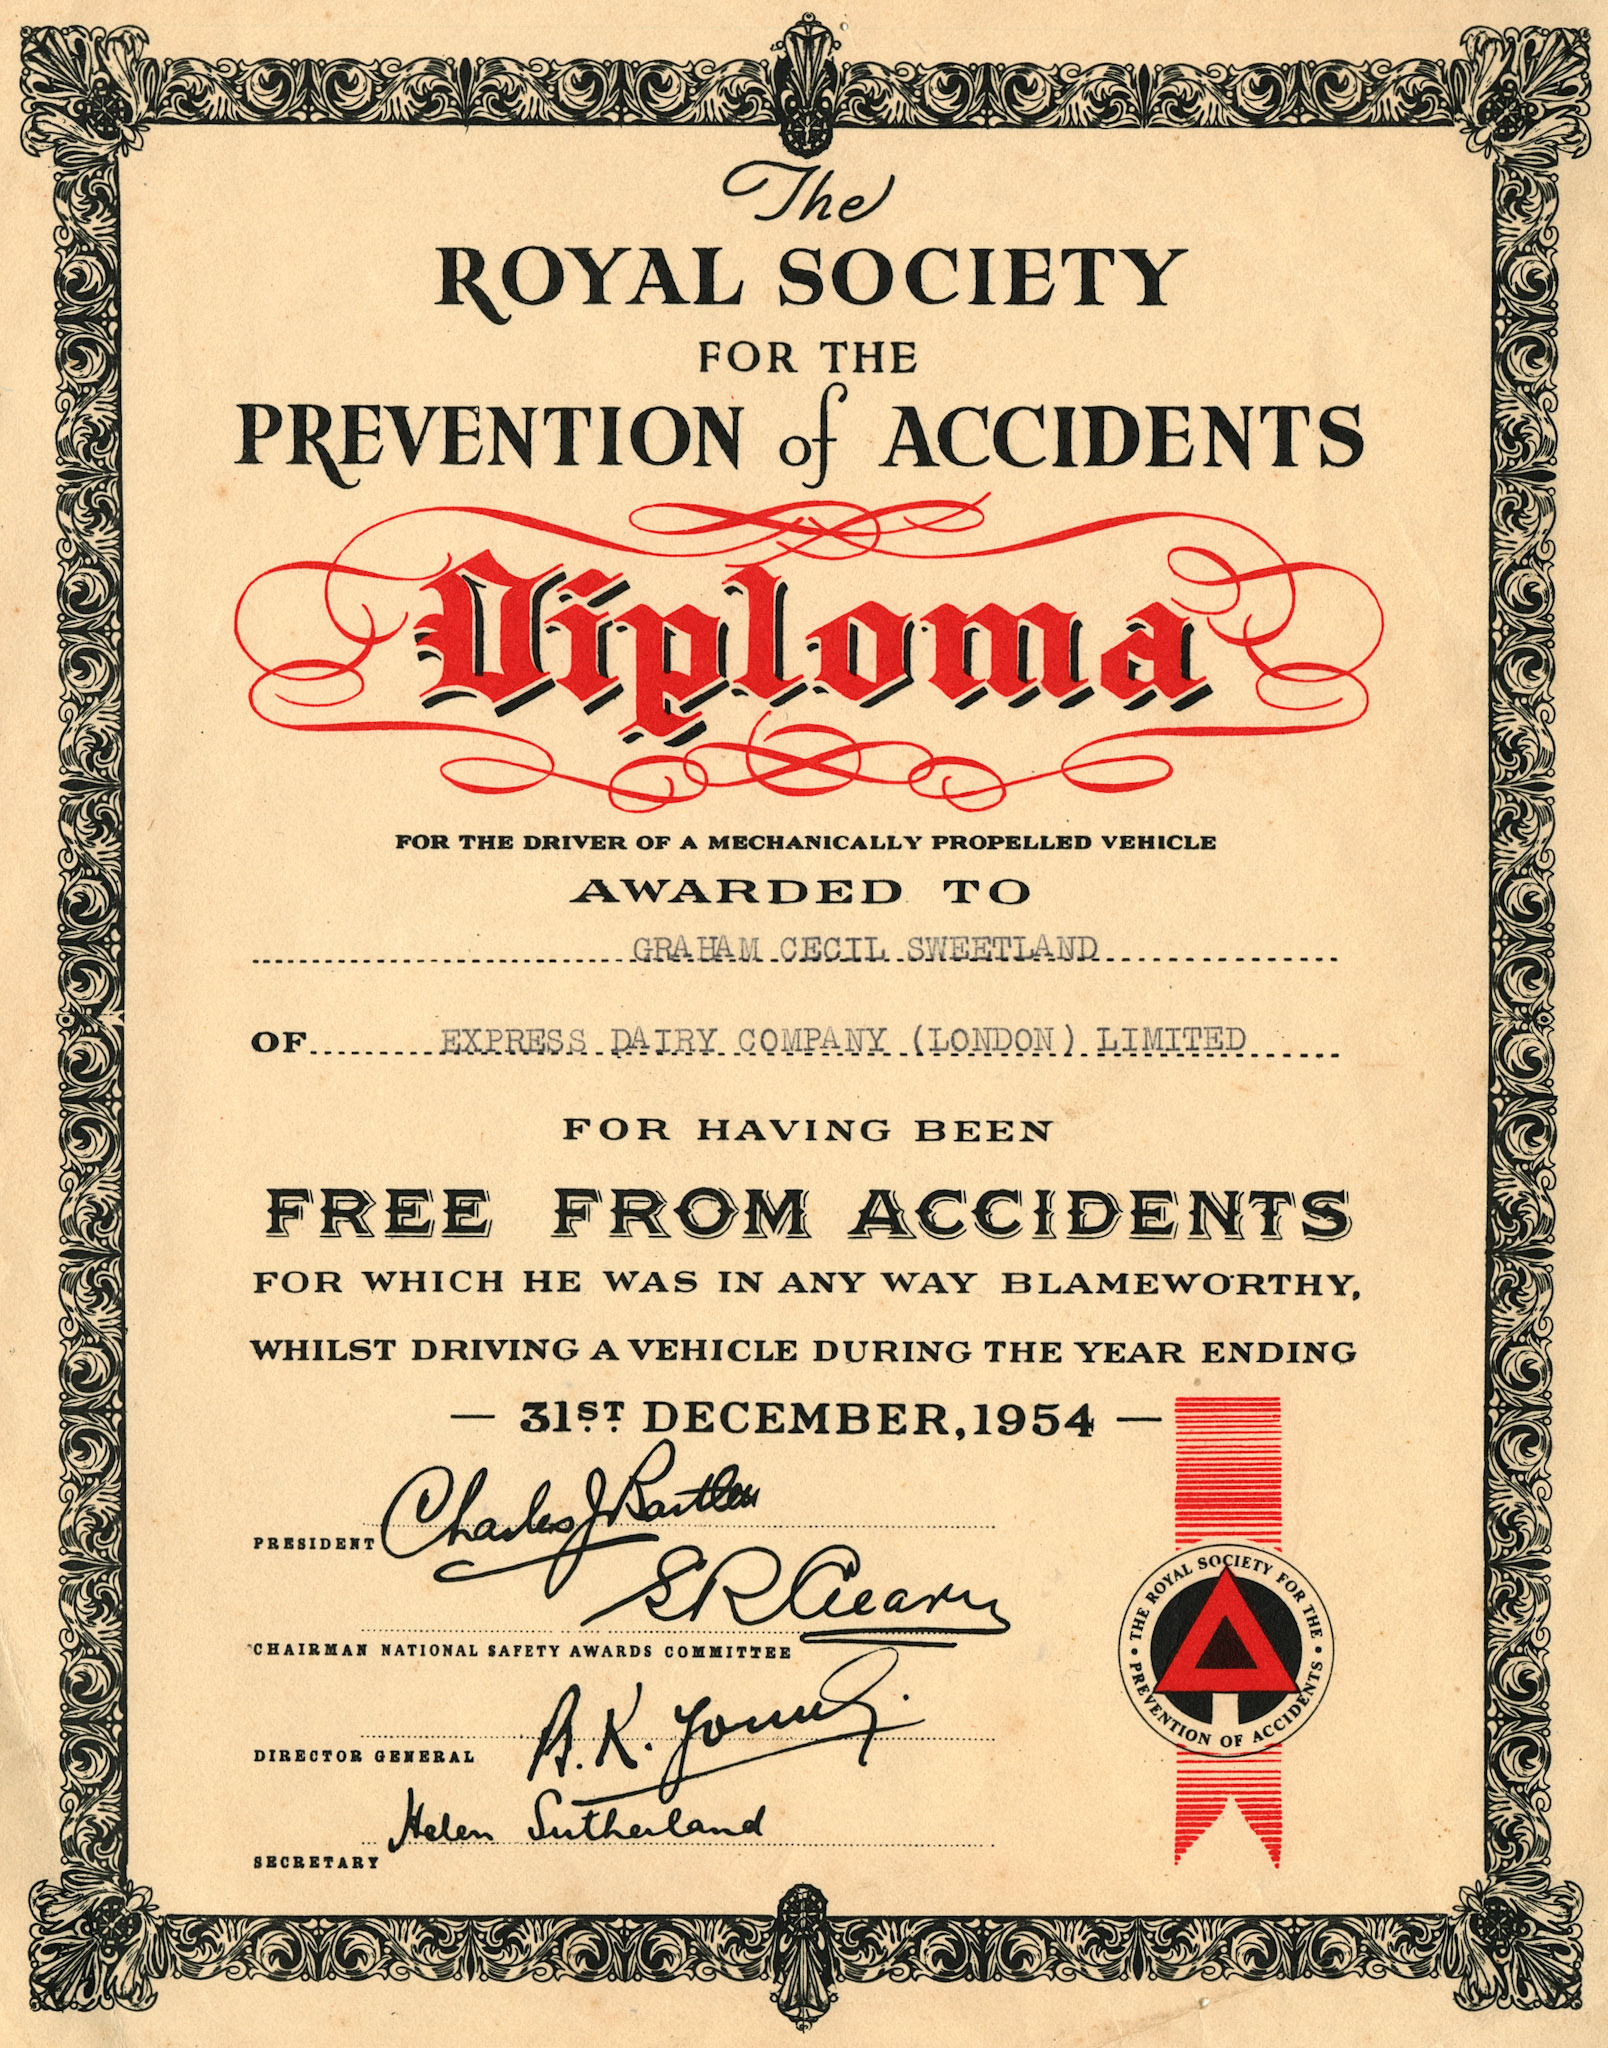 The
ROYAL SOCIETY
FOR THE
PREVENTION of ACCIDENTS
Diploma
FOR THE DRIVER OF A MECHANICALLY PROPELLED VEHICLE
AWARDED TO
GRAHAM CECIL SWEETLAND
OF EXPRESS DAIRY COMPANY (LONDON) LIMITED
FOR HAVING BEEN
FREE FROM ACCIDENTS
FOR WHICH HE WAS IN ANY WAY BLAMEWORTHY,
WHILST DRIVING A VEHICLE DURING THE YEAR ENDING
— 31ST DECEMBER, 1954 —
PRESIDENT Charles J Bartlett
S R
CHAIRMAN NATIONAL SAFETY AWARDS COMMITTEE
DIRECTOR GENERAL K.
Helen Sutherland
SECRETARY
THE ROYAL SOCIETY FOR THE
• PREVENTION OF ACCIDENTS •